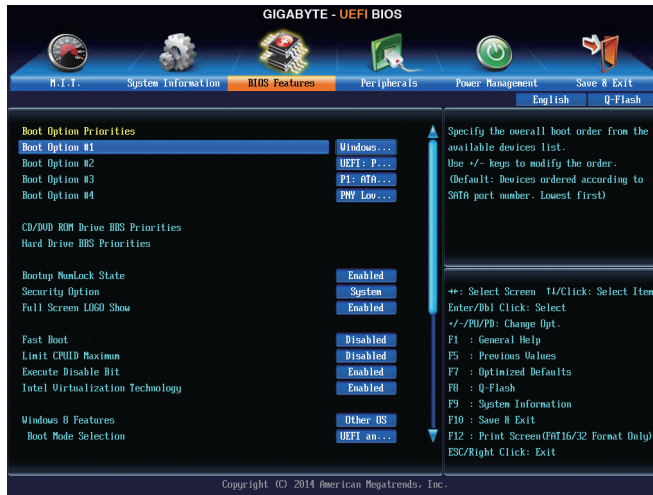 GIGABYTE - UEFI BIOS
M.I.T. System Information BIOS Features Peripherals Power Management Save & Exit
English Q-Flash
Boot Option Priorities
Boot Option #1 Windows...
Boot Option #2 UEFI: P...
Boot Option #3 P1: ATA...
Boot Option #4 PNY Lov...
CD/DVD ROM Drive BBS Priorities
Hard Drive BBS Priorities
Bootup NumLock State Enabled
Security Option System
Full Screen LOGO Show Enabled
Fast Boot Disabled
Limit CPUID Maximum Disabled
Execute Disable Bit Enabled
Intel Virtualization Technology Enabled
Windows 8 Features Other OS
Boot Mode Selection UEFI an...
Specify the overall boot order from the
available devices list.
Use +/- keys to modify the order.
(Default: Devices ordered according to
SATA port number. Lowest first)
→←: Select Screen ↑↓/Click: Select Item
Enter/Dbl Click: Select
+/-/PU/PD: Change Opt.
F1 : General Help
F5 : Previous Values
F7 : Optimized Defaults
F8 : Q-Flash
F9 : System Information
F10 : Save & Exit
F12 : Print Screen(FAT16/32 Format Only)
ESC/Right Click: Exit
Copyright (C) 2014 American Megatrends, Inc.